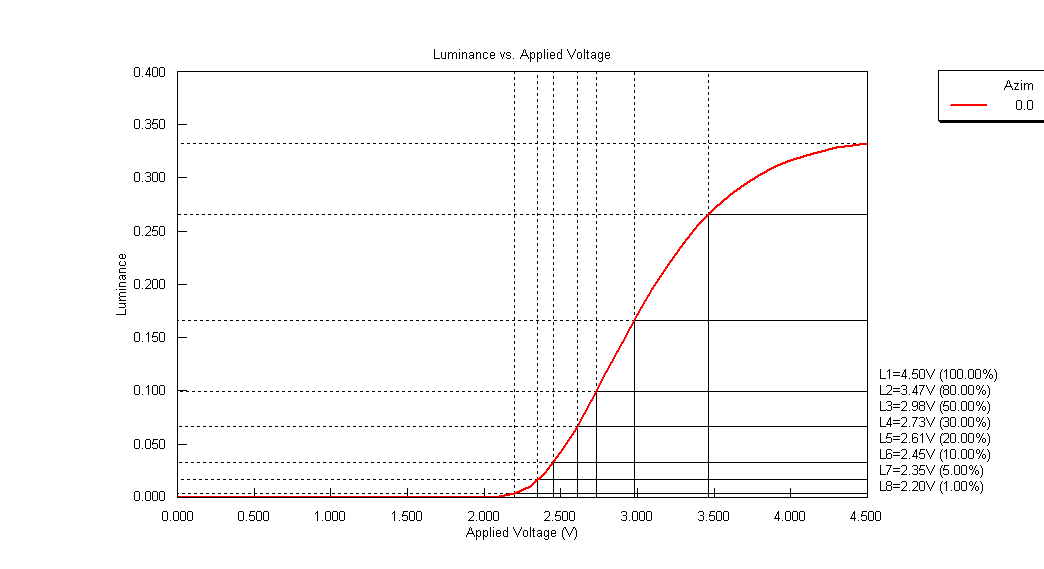 Luminance vs. Applied Voltage
Azim
0.0
0.400
0.350
0.300
0.250
0.200
0.150
0.100
0.050
0.000
Luminance
0.000 0.500 1.000 1.500 2.000 2.500 3.000 3.500 4.000 4.500
Applied Voltage (V)
L1=4.50V (100.00%)
L2=3.47V (80.00%)
L3=2.98V (50.00%)
L4=2.73V (30.00%)
L5=2.61V (20.00%)
L6=2.45V (10.00%)
L7=2.35V (5.00%)
L8=2.20V (1.00%)